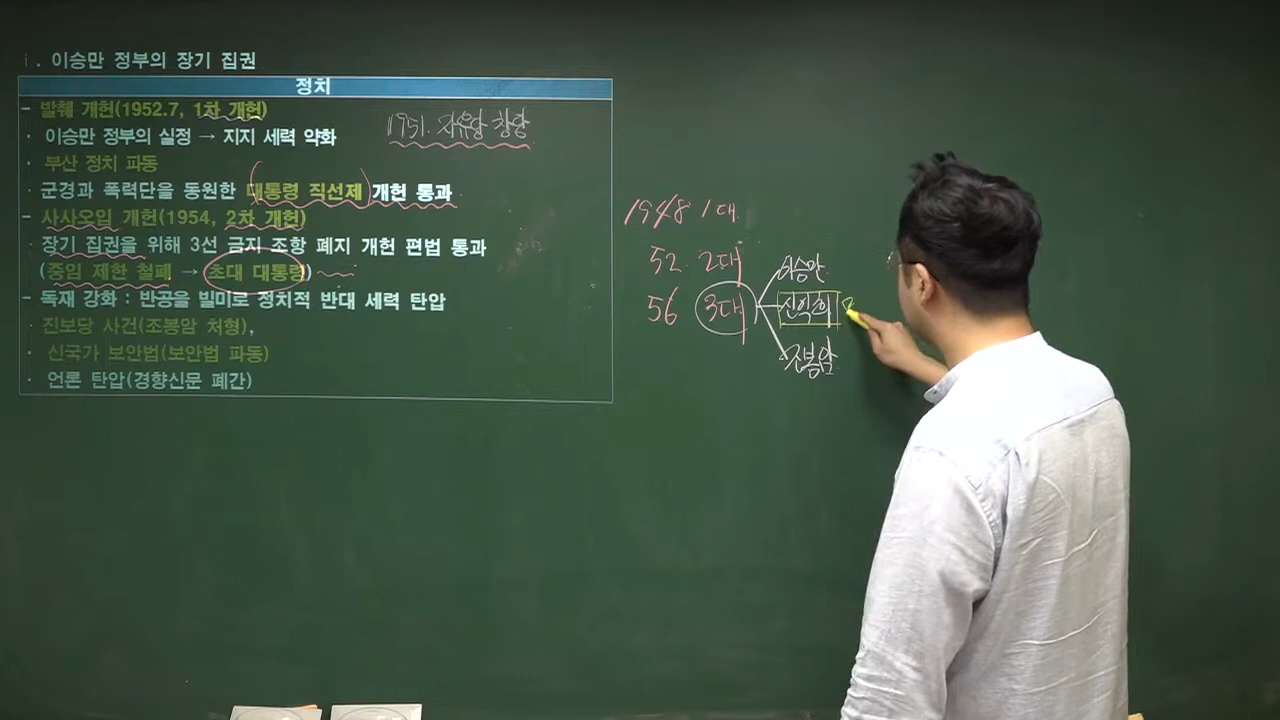 i. 이승만 정부의 장기 집권
정치
- 발췌 개헌(1952.7, 1차 개헌)
1951. 자유당 창당
· 이승만 정부의 실정 → 지지 세력 약화
· 부산 정치 파동
· 군경과 폭력단을 동원한 대통령 직선제 개헌 통과
- 사사오입 개헌(1954, 2차 개헌)
· 장기 집권을 위해 3선 금지 조항 폐지 개헌 편법 통과
(중임 제한 철폐 → 초대 대통령)
- 독재 강화 : 반공을 빌미로 정치적 반대 세력 탄압
· 진보당 사건(조봉암 처형),
· 신국가 보안법(보안법 파동)
· 언론 탄압(경향신문 폐간)
1948 1대
52. 2대
56 3대
이승만
신익희
조봉암